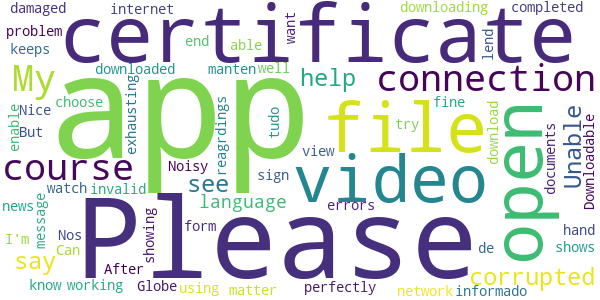 damaged internet downloading completed
problem certificate want
keeps end able lend
My downloaded manten well help connection
choose app tudo file fine
enable exhausting reagrdings try download open Unable documents Downloadable
Nice
But
course Noisy see view video
watch invalid sign language errors
news message Please form perfectly hand
I'm showing Nos de shows
say Can After corrupted
know working Globe using matter network informado